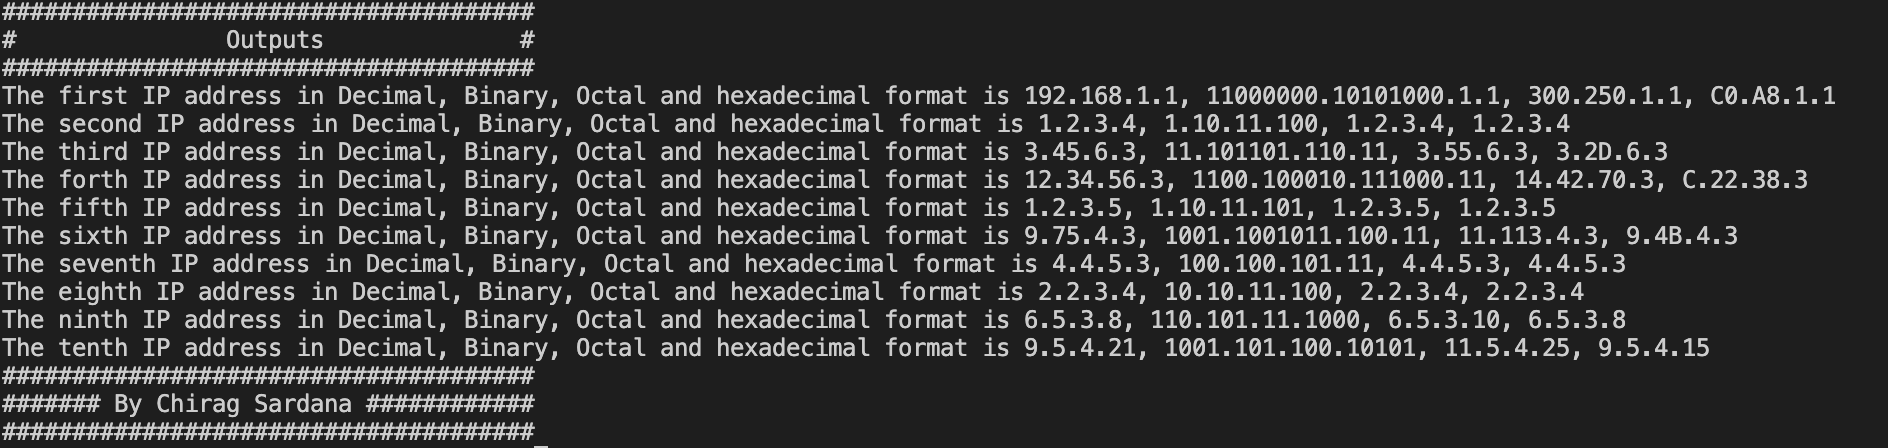 ######################################
#               Outputs              #
######################################
The first IP address in Decimal, Binary, Octal and hexadecimal format is 192.168.1.1, 11000000.10101000.1.1, 300.250.1.1, C0.A8.1.1
The second IP address in Decimal, Binary, Octal and hexadecimal format is 1.2.3.4, 1.10.11.100, 1.2.3.4, 1.2.3.4
The third IP address in Decimal, Binary, Octal and hexadecimal format is 3.45.6.3, 11.101101.110.11, 3.55.6.3, 3.2D.6.3
The forth IP address in Decimal, Binary, Octal and hexadecimal format is 12.34.56.3, 1100.100010.111000.11, 14.42.70.3, C.22.38.3
The fifth IP address in Decimal, Binary, Octal and hexadecimal format is 1.2.3.5, 1.10.11.101, 1.2.3.5, 1.2.3.5
The sixth IP address in Decimal, Binary, Octal and hexadecimal format is 9.75.4.3, 1001.1001011.100.11, 11.113.4.3, 9.4B.4.3
The seventh IP address in Decimal, Binary, Octal and hexadecimal format is 4.4.5.3, 100.100.101.11, 4.4.5.3, 4.4.5.3
The eighth IP address in Decimal, Binary, Octal and hexadecimal format is 2.2.3.4, 10.10.11.100, 2.2.3.4, 2.2.3.4
The ninth IP address in Decimal, Binary, Octal and hexadecimal format is 6.5.3.8, 110.101.11.1000, 6.5.3.10, 6.5.3.8
The tenth IP address in Decimal, Binary, Octal and hexadecimal format is 9.5.4.21, 1001.101.100.10101, 11.5.4.25, 9.5.4.15
######################################
####### By Chirag Sardana ############
######################################_